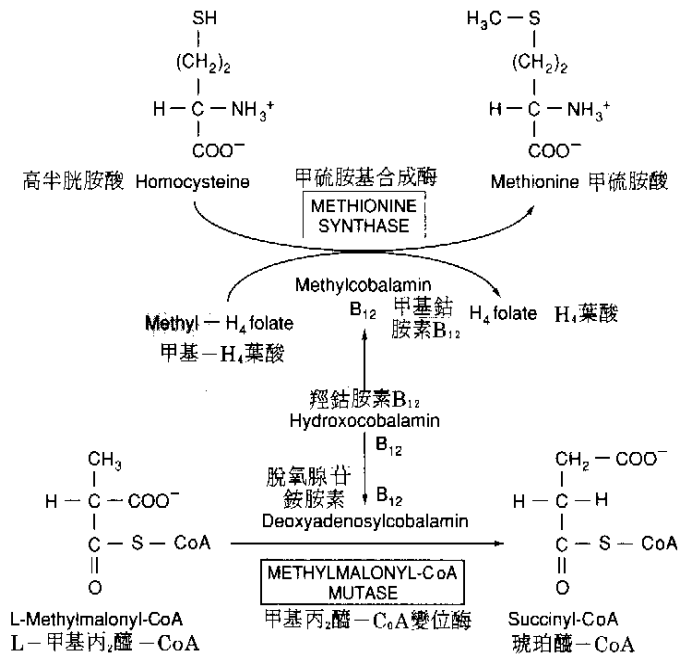 SH
H₃C — S
(CH₂)₂
(CH₂)₂
H — C — NH₃⁺
H — C — NH₃⁺
COO⁻
COO⁻
高半胱胺酸 Homocysteine
甲硫胺基合成酶
METHIONINE
SYNTHASE
Methionine 甲硫胺酸
Methylcobalamin
B₁₂
甲基鈷
胺素B₁₂
Methyl — H₄ folate
甲基－H₄葉酸
H₄ folate H₄葉酸
羥鈷胺素B₁₂
Hydroxocobalamin
B₁₂
脫氧腺苷
銨胺素
B₁₂
Deoxyadenosylcobalamin
CH₃
H — C — COO⁻
C — S — CoA
O
CH₂ — COO⁻
H — C — H
C — S — CoA
O
METHYLMALONYL-CoA
MUTASE
甲基丙₂醯－C₀A變位酶
L-Methylmalonyl-CoA
L－甲基丙₂醯－CoA
Succinyl-CoA
琥珀醯－CoA